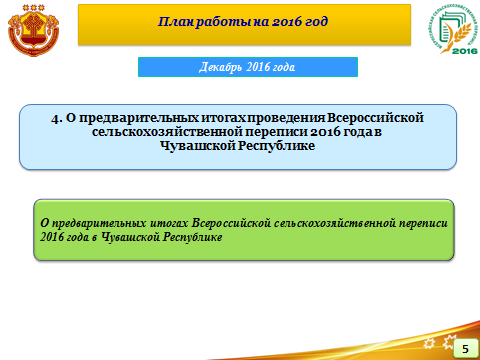 План работы на 2016 год
2016
Декабрь 2016 года
4. О предварительных итогах проведения Всероссийской
сельскохозяйственной переписи 2016 года в
Чувашской Республике
О предварительных итогах Всероссийской сельскохозяйственной переписи
2016 года в Чувашской Республике
5